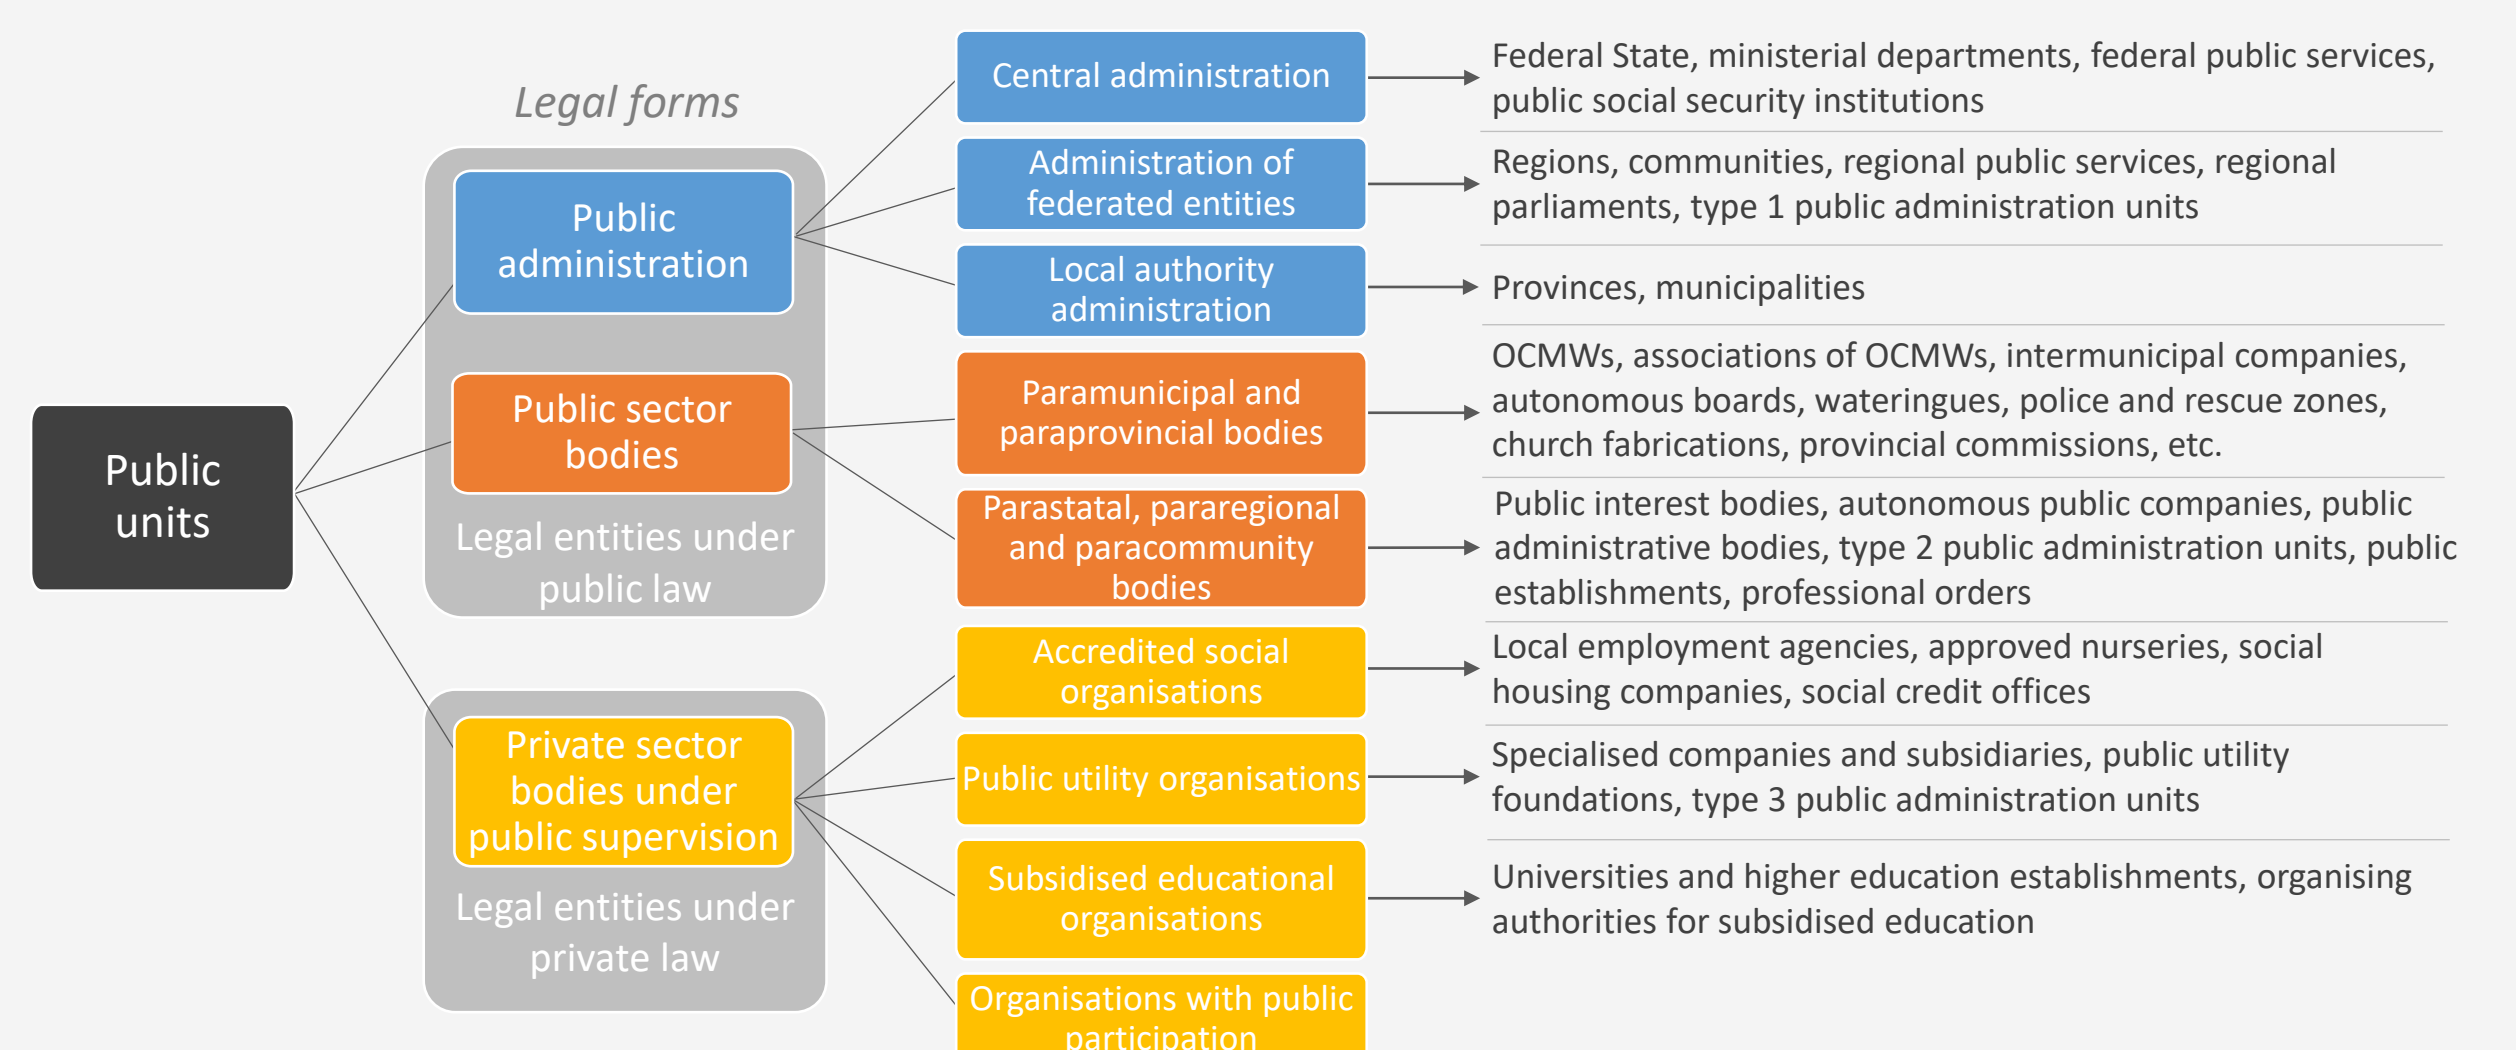 Legal forms
Public
units
Public
administration
Public sector
bodies
Legal entities under
public law
Private sector
bodies under
public supervision
Legal entities under
private law
Central administration
Federal State, ministerial departments, federal public services,
public social security institutions
Administration of
federated entities
Regions, communities, regional public services, regional
parliaments, type 1 public administration units
Local authority
administration
Provinces, municipalities
Paramunicipal and
paraprovincial bodies
OCMWs, associations of OCMWs, intermunicipal companies,
autonomous boards, wateringues, police and rescue zones,
church fabrications, provincial commissions, etc.
Parastatal, pararegional
and paracommunity
bodies
Public interest bodies, autonomous public companies, public
administrative bodies, type 2 public administration units, public
establishments, professional orders
Accredited social
organisations
Local employment agencies, approved nurseries, social
housing companies, social credit offices
Public utility organisations
Specialised companies and subsidiaries, public utility
foundations, type 3 public administration units
Subsidised educational
organisations
Universities and higher education establishments, organising
authorities for subsidised education
Organisations with public
participation